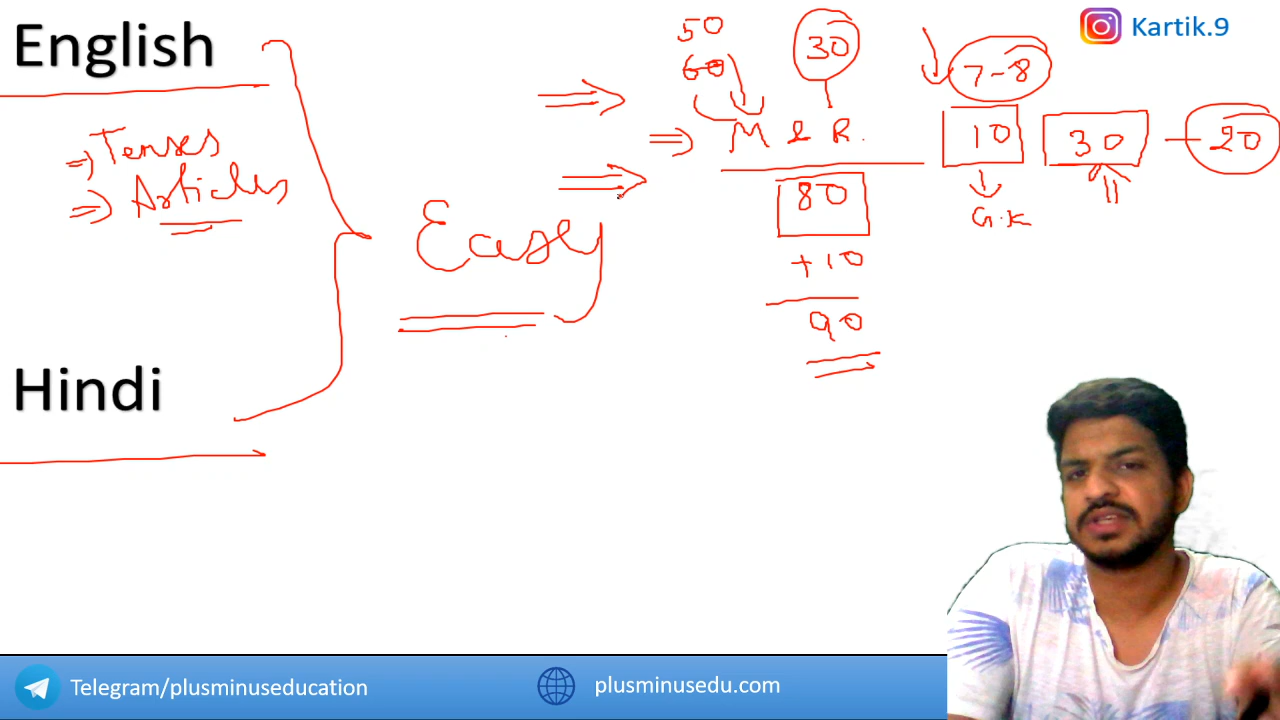 English
Tenses
Articles
Hindi
Easy
50
60
30
M & R.
80
+10
90
7-8
10
G.K
30 - 20
Kartik.9
Telegram/plusminuseducation
plusminusedu.com